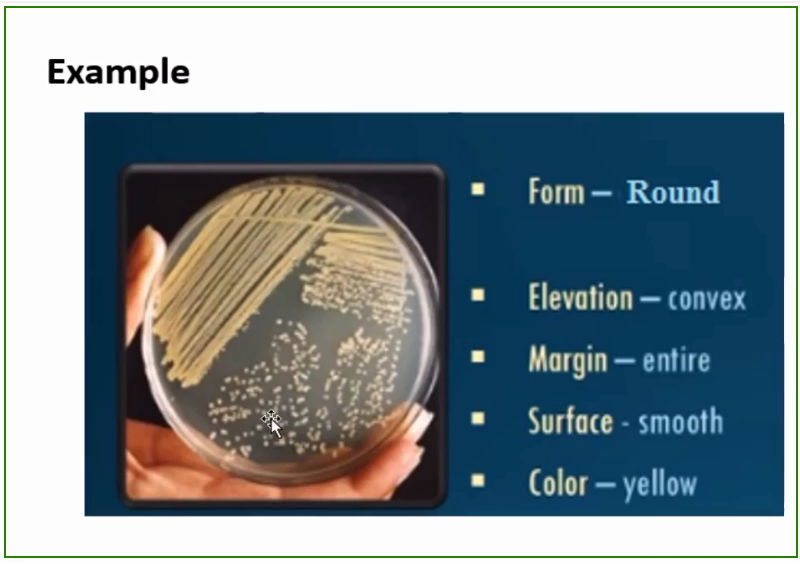 Example
Form – Round
Elevation – convex
Margin – entire
Surface - smooth
Color – yellow